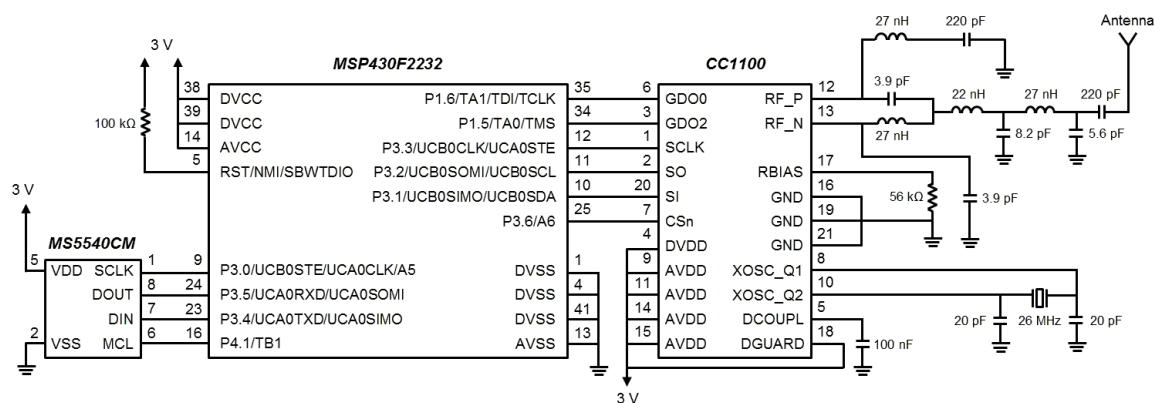 27 nH 220 pF Antenna
3 V
MSP430F2232 CC1100
38 DVCC P1.6/TA1/TDI/TCLK 35 6 GDO0 RF_P 12 3.9 pF 22 nH 27 nH 220 pF
39 DVCC P1.5/TA0/TMS 34 3 GDO2 RF_N 13 27 nH 8.2 pF 5.6 pF
100 kΩ
14 AVCC P3.3/UCB0CLK/UCA0STE 12 1 SCLK
5 RST/NMI/SBWTDIO P3.2/UCB0SOMI/UCB0SCL 11 2 SO RBIAS 17
3 V P3.1/UCB0SIMO/UCB0SDA 10 20 SI GND 16 56 kΩ 3.9 pF
P3.6/A6 25 7 CSn GND 19
MS5540CM 4 DVDD GND 21
5 VDD SCLK 1 9 P3.0/UCB0STE/UCA0CLK/A5 DVSS 1 9 AVDD XOSC_Q1 8
DOUT 8 24 P3.5/UCA0RXD/UCA0SOMI DVSS 4 11 AVDD XOSC_Q2 10
DIN 7 23 P3.4/UCA0TXD/UCA0SIMO DVSS 41 14 AVDD DCOUPL 5 20 pF 26 MHz 20 pF
2 VSS MCL 6 16 P4.1/TB1 AVSS 13 15 AVDD DGUARD 18 100 nF
3 V